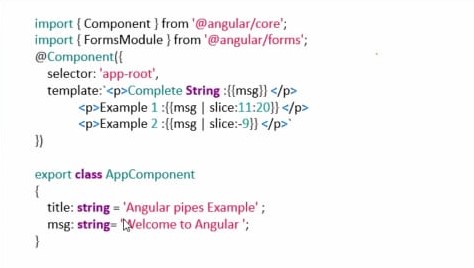 import { Component } from '@angular/core';
import { FormsModule } from '@angular/forms';
@Component({
selector: 'app-root',
template:`<p>Complete String :{{msg}} </p>
<p>Example 1 :{{msg | slice:11:20}} </p>
<p>Example 2 :{{msg | slice:-9}} </p>`
})
export class AppComponent
{
title: string = 'Angular pipes Example' ;
msg: string= 'Welcome to Angular ';
}